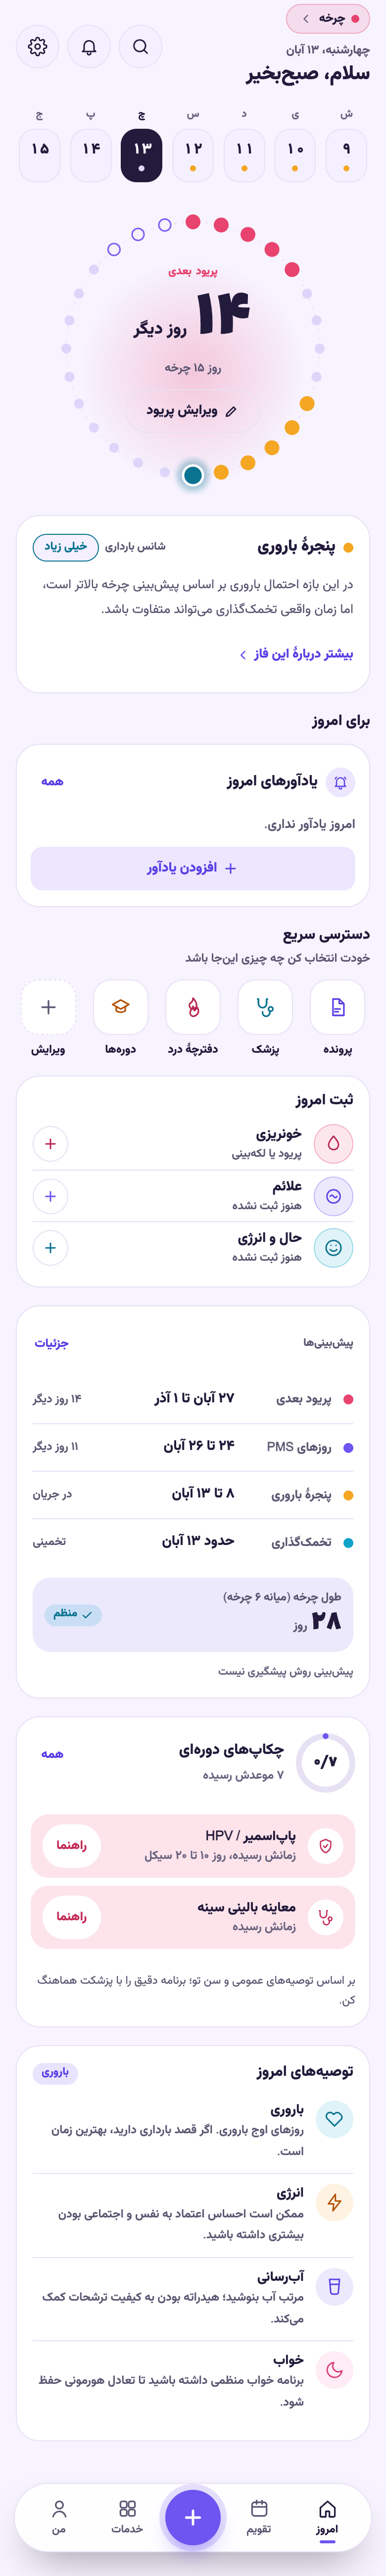 چرخه
چهارشنبه، ۱۳ آبان
سلام، صبح‌بخیر
ش ی د س چ پ ج
۹ ۱۰ ۱۱ ۱۲ ۱۳ ۱۴ ۱۵
پریود بعدی
۱۴ روز دیگر
روز ۱۵ چرخه
ویرایش پریود
پنجرهٔ باروری
شانس بارداری خیلی زیاد
در این بازه احتمال باروری بر اساس پیش‌بینی چرخه بالاتر است،
اما زمان واقعی تخمک‌گذاری می‌تواند متفاوت باشد.
بیشتر دربارهٔ این فاز
برای امروز
یادآورهای امروز
همه
امروز یادآور نداری.
افزودن یادآور
دسترسی سریع
خودت انتخاب کن چه چیزی این‌جا باشد
پرونده پزشک دفترچهٔ درد دوره‌ها ویرایش
ثبت امروز
خونریزی
پریود یا لکه‌بینی
علائم
هنوز ثبت نشده
حال و انرژی
هنوز ثبت نشده
پیش‌بینی‌ها
جزئیات
پریود بعدی ۲۷ آبان تا ۱ آذر ۱۴ روز دیگر
روزهای PMS ۲۴ تا ۲۶ آبان ۱۱ روز دیگر
پنجرهٔ باروری ۸ تا ۱۳ آبان در جریان
تخمک‌گذاری حدود ۱۳ آبان تخمینی
طول چرخه (میانه ۶ چرخه)
۲۸ روز
منظم
پیش‌بینی روش پیشگیری نیست
۰/۷
چکاپ‌های دوره‌ای
همه
۷ موعدش رسیده
پاپ‌اسمیر / HPV
زمانش رسیده، روز ۱۰ تا ۲۰ سیکل
راهنما
معاینه بالینی سینه
زمانش رسیده
راهنما
بر اساس توصیه‌های عمومی و سن تو؛ برنامه دقیق را با پزشکت هماهنگ
کن.
توصیه‌های امروز
باروری
باروری
روزهای اوج باروری. اگر قصد بارداری دارید، بهترین زمان
است.
انرژی
ممکن است احساس اعتماد به نفس و اجتماعی بودن
بیشتری داشته باشید.
آب‌رسانی
مرتب آب بنوشید؛ هیدراته بودن به کیفیت ترشحات کمک
می‌کند.
خواب
برنامه خواب منظمی داشته باشید تا تعادل هورمونی حفظ
شود.
امروز تقویم خدمات من